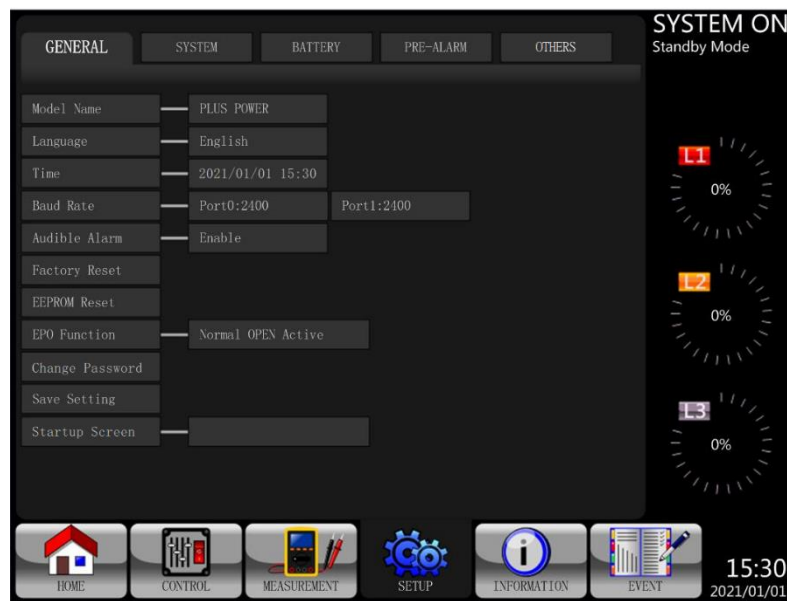 SYSTEM ON
Standby Mode
GENERAL SYSTEM BATTERY PRE-ALARM OTHERS
Model Name PLUS POWER
Language English
Time 2021/01/01 15:30
Baud Rate Port0:2400 Port1:2400
Audible Alarm Enable
Factory Reset
EEPROM Reset
EPO Function Normal OPEN Active
Change Password
Save Setting
Startup Screen
L1
0%
L2
0%
L3
0%
HOME CONTROL MEASUREMENT SETUP INFORMATION EVENT
15:30
2021/01/01